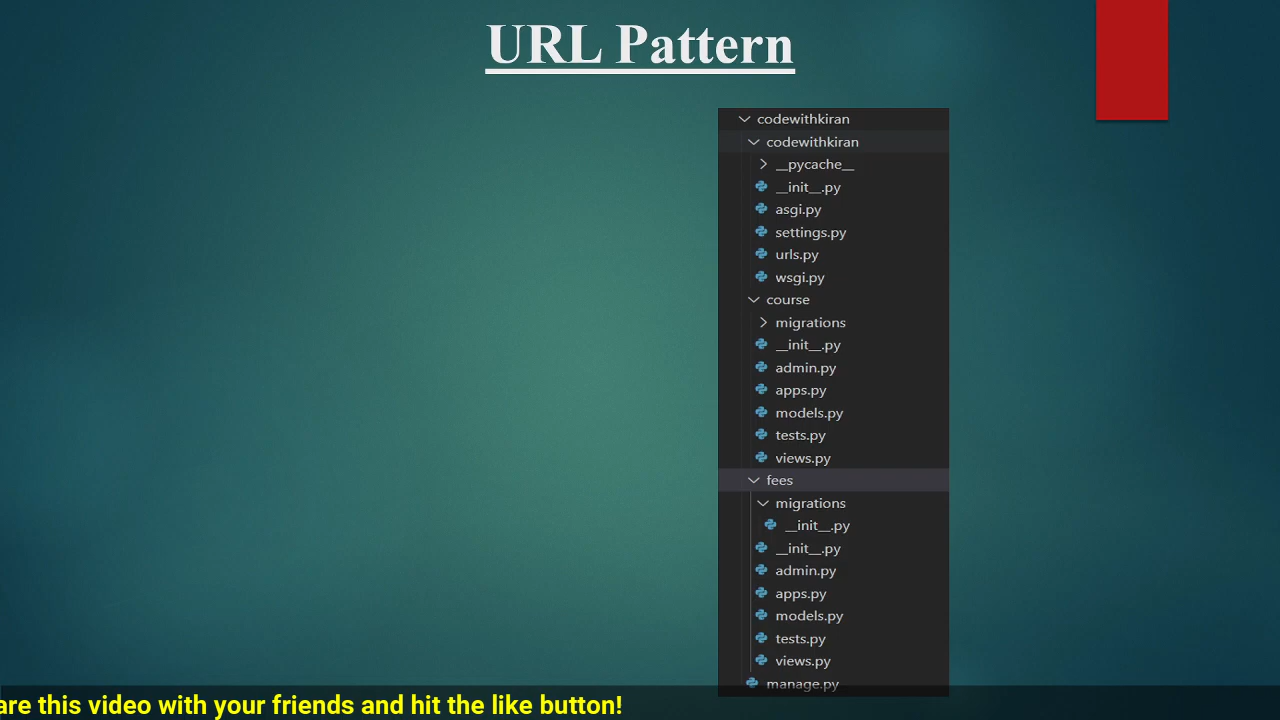 URL Pattern
codewithkiran
codewithkiran
__pycache__
__init__.py
asgi.py
settings.py
urls.py
wsgi.py
course
migrations
__init__.py
admin.py
apps.py
models.py
tests.py
views.py
fees
migrations
__init__.py
__init__.py
admin.py
apps.py
models.py
tests.py
views.py
manage.py
are this video with your friends and hit the like button!